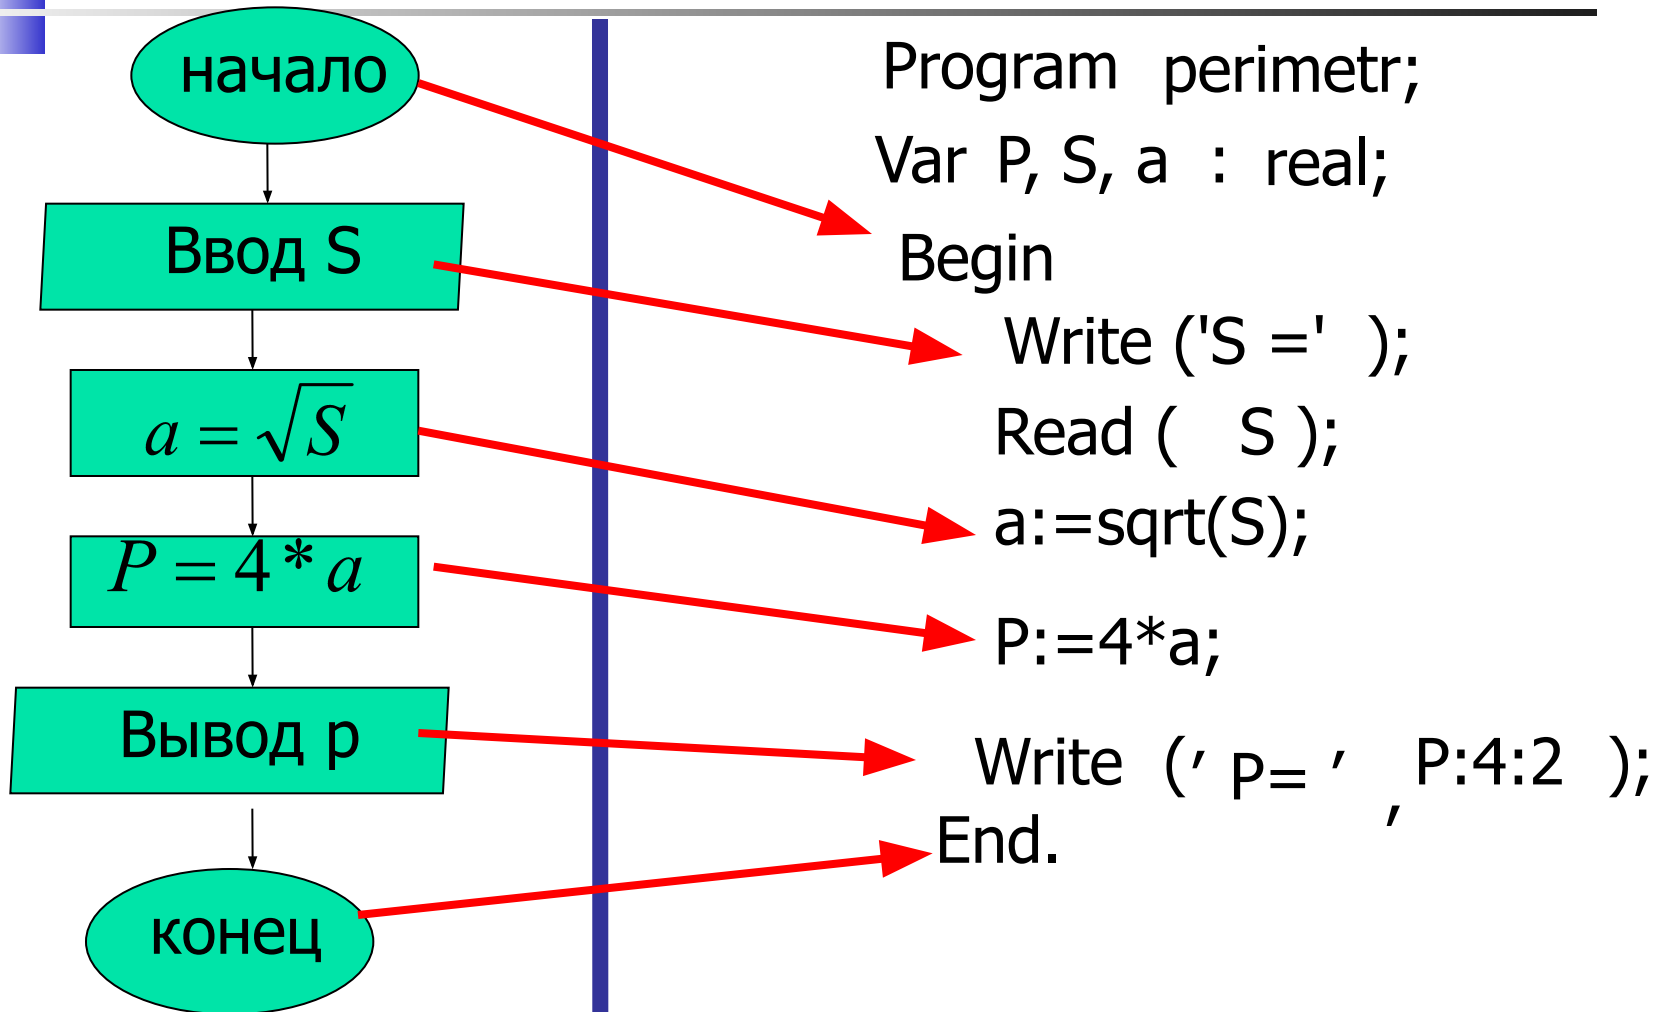 начало
Ввод S
a = √S
P = 4 * a
Вывод р
конец
Program perimetr;
Var P, S, a : real;
Begin
Write ('S =' );
Read ( S );
a:=sqrt(S);
P:=4*a;
Write (′ P= ′ , P:4:2 );
End.